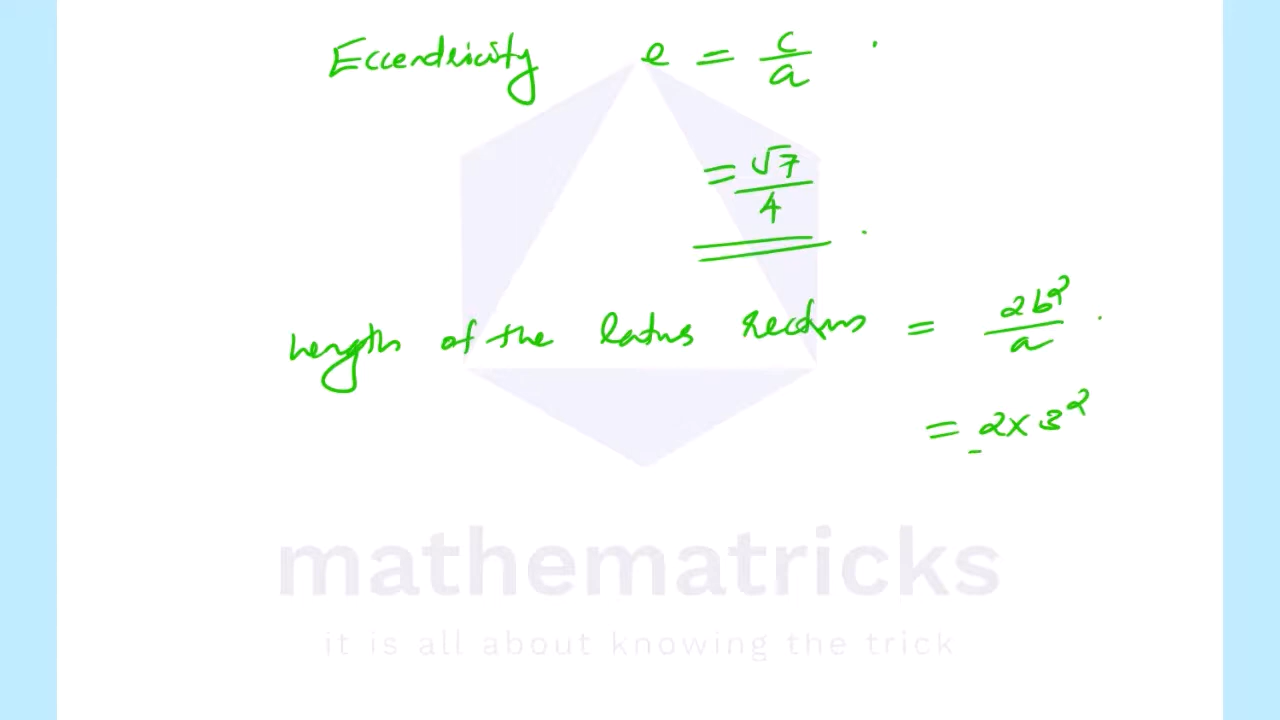 Eccentricity e = c/a
= √7/4
Length of the latus rectum = 2b²/a
= 2×3²
mathematricks
it is all about knowing the trick